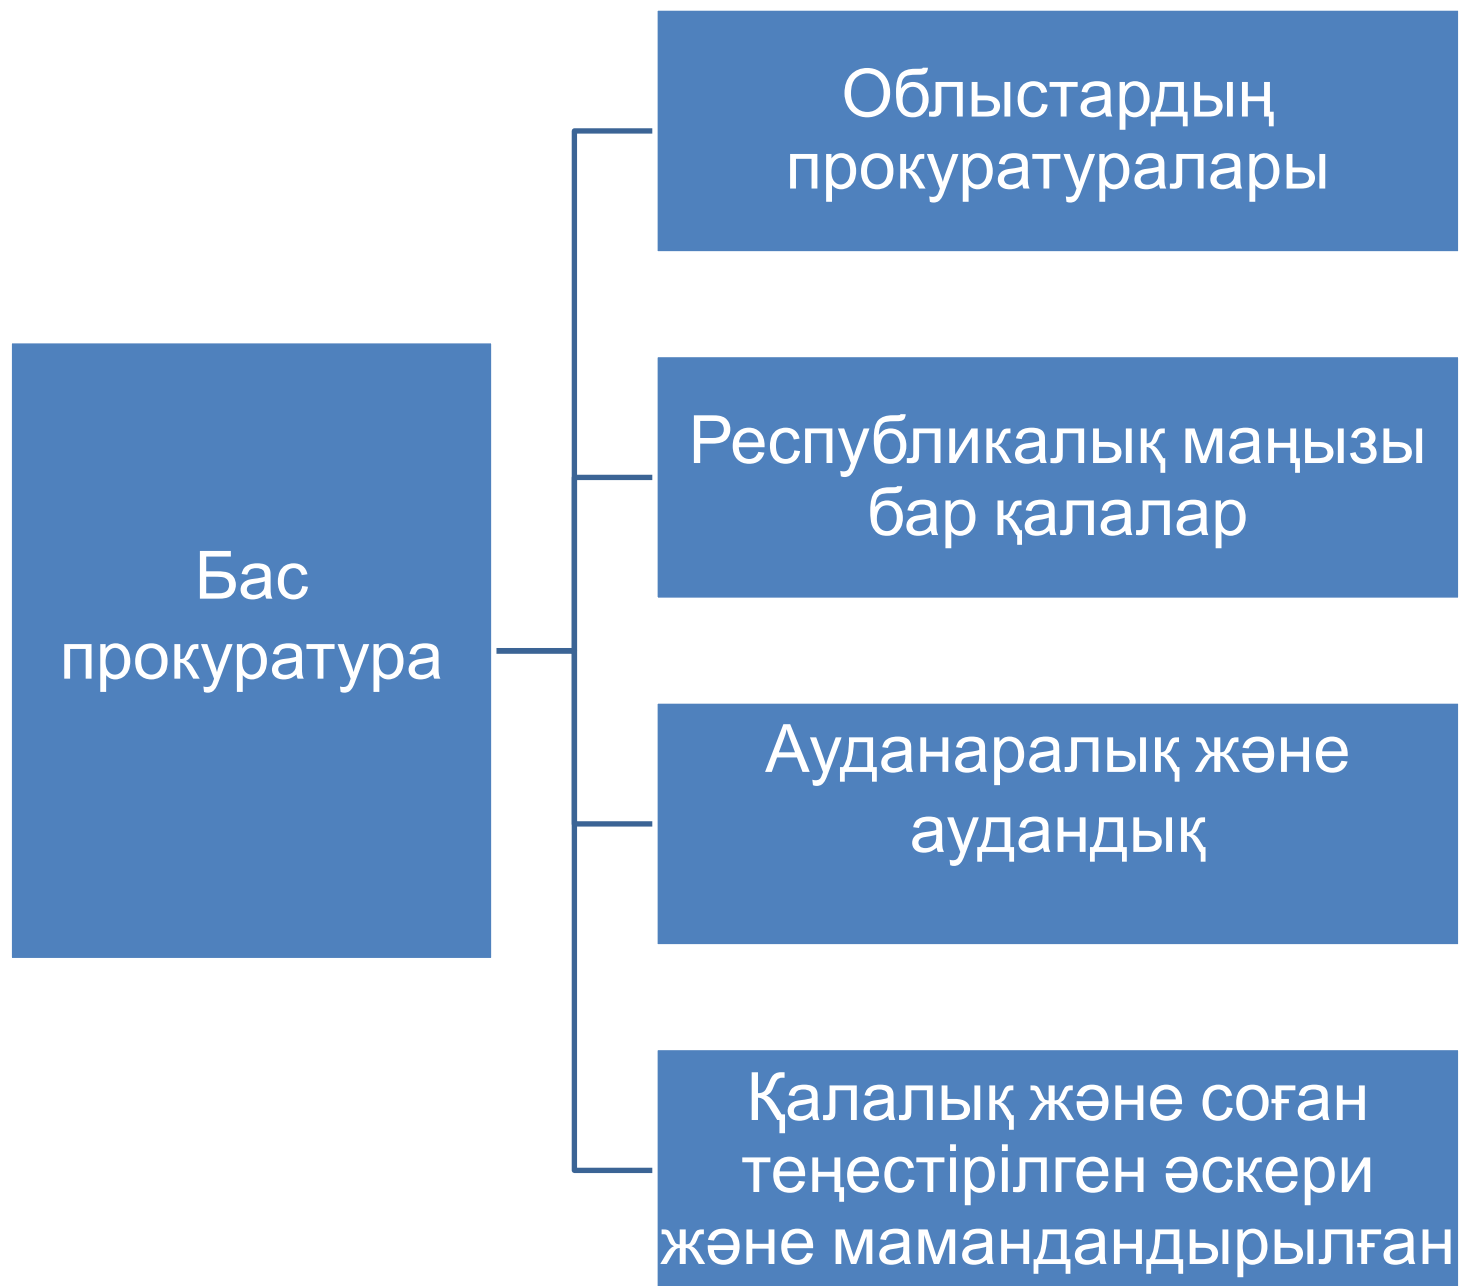 Облыстардың
прокуратуралары
Республикалық маңызы
бар қалалар
Бас
прокуратура
Ауданаралық және
аудандық
Қалалық және соған
теңестірілген әскери
және мамандандырылған